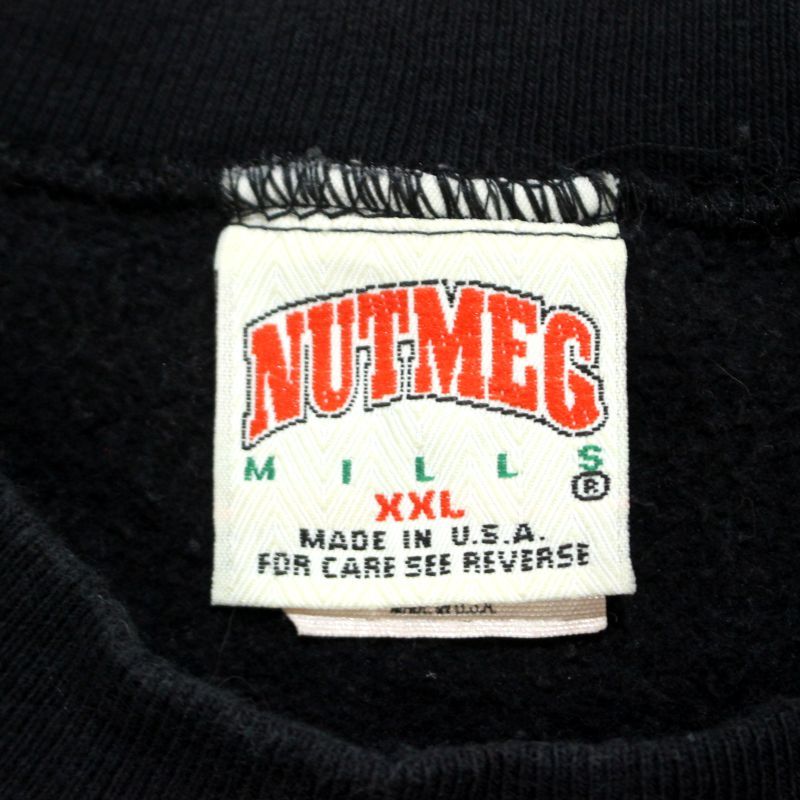 NUTMEG
MILLS
®
XXL
MADE IN U.S.A.
FOR CARE SEE REVERSE